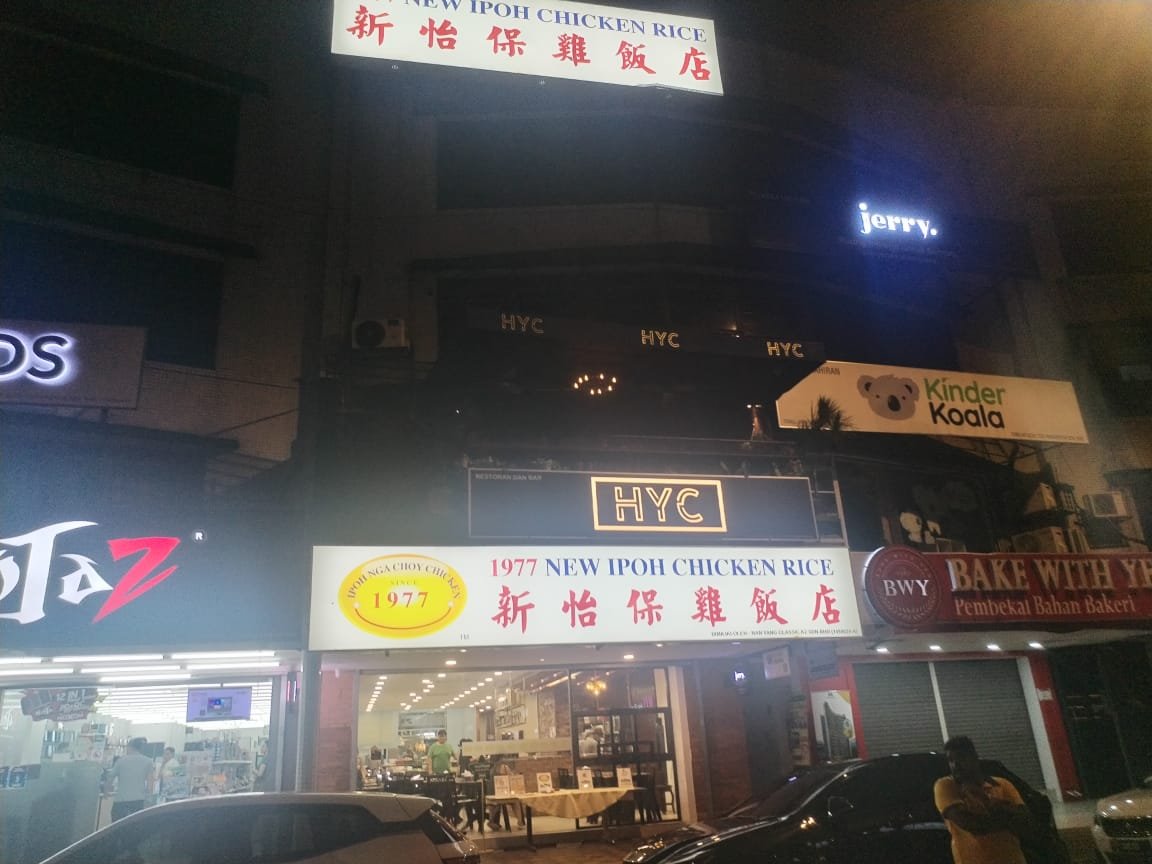 NEW IPOH CHICKEN RICE
新怡保雞飯店
jerry.
HYC
HYC
HYC
Kinder
Koala
DS
RESTORAN DAN BAR
HYC
IPOH NGA CHOY CHICKEN
SINCE
1977
TM
1977 NEW IPOH CHICKEN RICE
新怡保雞飯店
BWY
BAKE WITH
Pembekal Bahan Bakeri
®